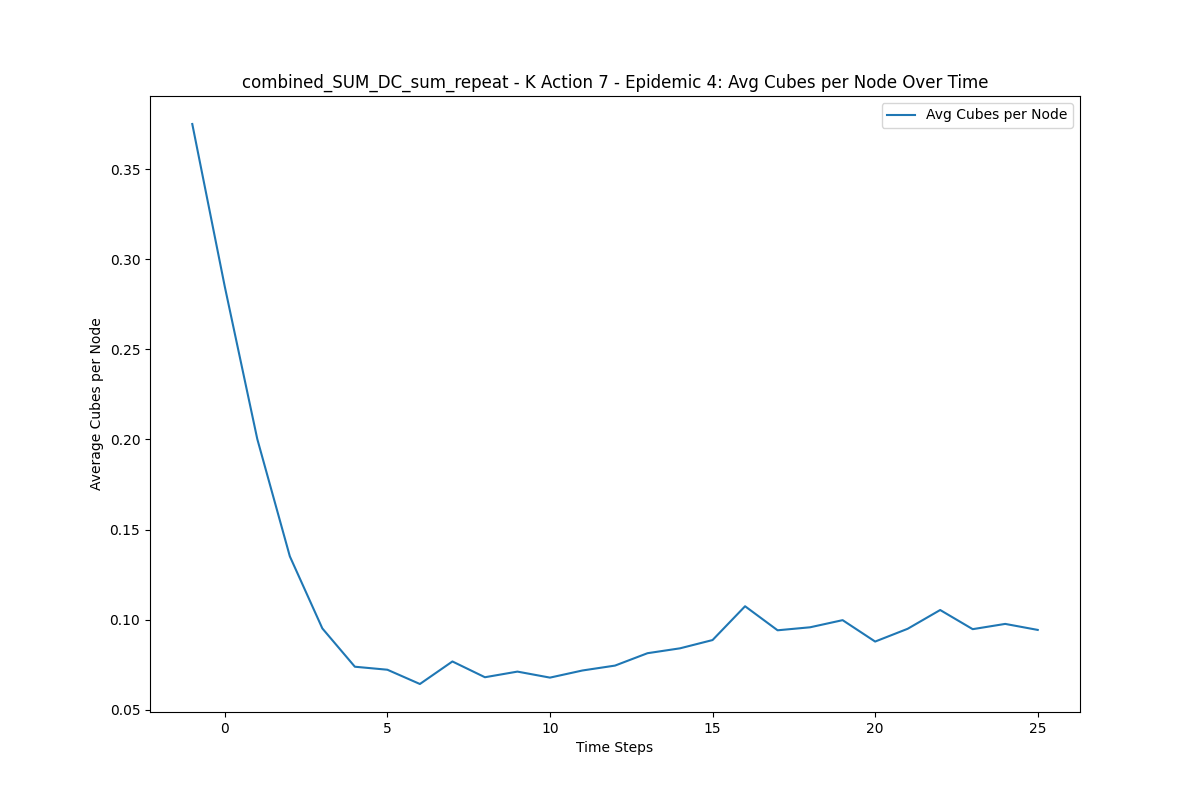 combined_SUM_DC_sum_repeat - K Action 7 - Epidemic 4: Avg Cubes per Node Over Time
Avg Cubes per Node
0.35
0.30
0.25
0.20
0.15
0.10
0.05
Average Cubes per Node
0 5 10 15 20 25
Time Steps